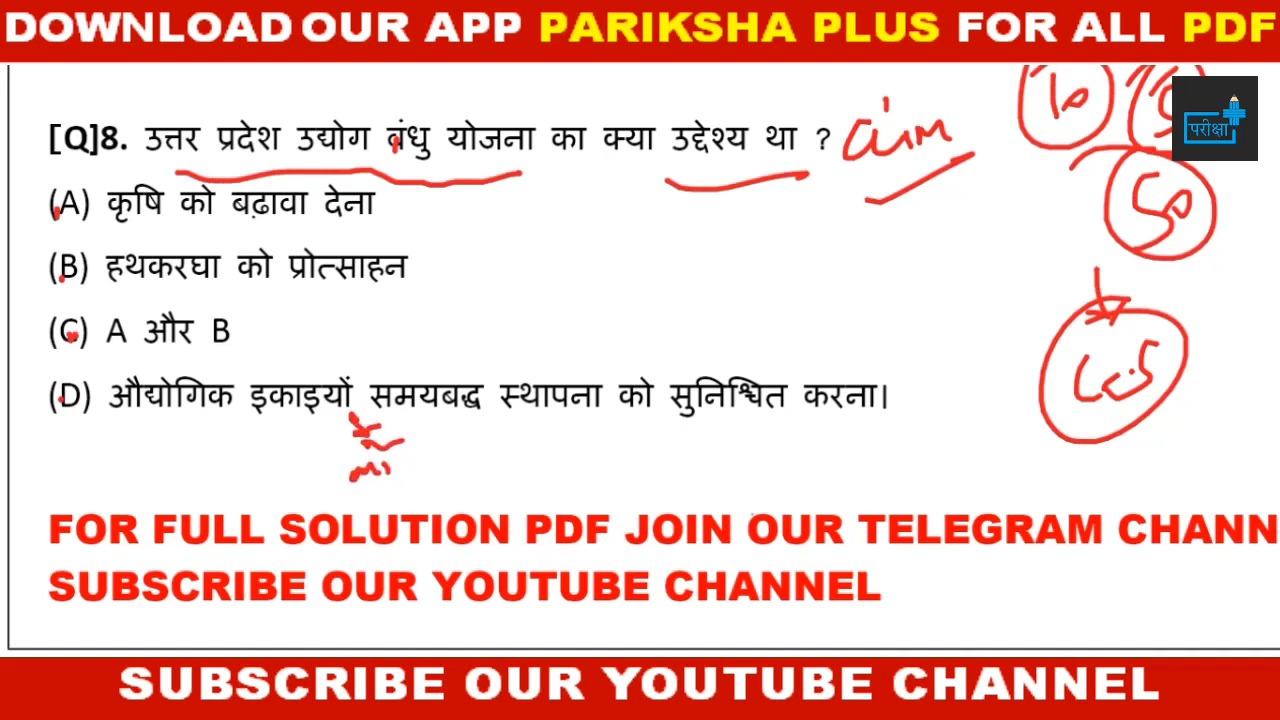 DOWNLOAD OUR APP PARIKSHA PLUS FOR ALL PDF
10
परीक्षा
[Q]8. उत्तर प्रदेश उद्योग बंधु योजना का क्या उद्देश्य था ? aim
50
(A) कृषि को बढ़ावा देना
(B) हथकरघा को प्रोत्साहन
(C) A और B
(D) औद्योगिक इकाइयों समयबद्ध स्थापना को सुनिश्चित करना।
FOR FULL SOLUTION PDF JOIN OUR TELEGRAM CHANN
SUBSCRIBE OUR YOUTUBE CHANNEL
SUBSCRIBE OUR YOUTUBE CHANNEL